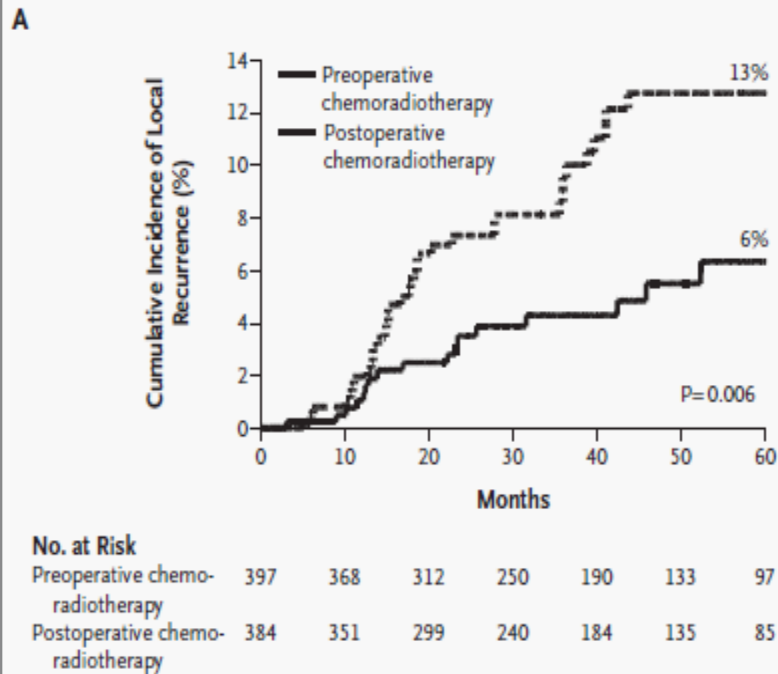 A
Cumulative Incidence of Local
Recurrence (%)
14
12
10
8
6
4
2
0
Preoperative
chemoradiotherapy
Postoperative
chemoradiotherapy
13%
6%
P=0.006
0 10 20 30 40 50 60
Months
No. at Risk
Preoperative chemo- 397 368 312 250 190 133 97
radiotherapy
Postoperative chemo- 384 351 299 240 184 135 85
radiotherapy